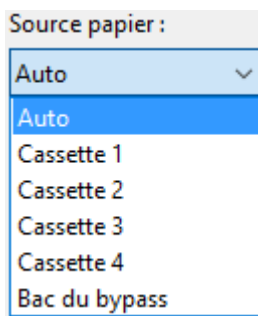 Source papier :
Auto
Auto
Cassette 1
Cassette 2
Cassette 3
Cassette 4
Bac du bypass